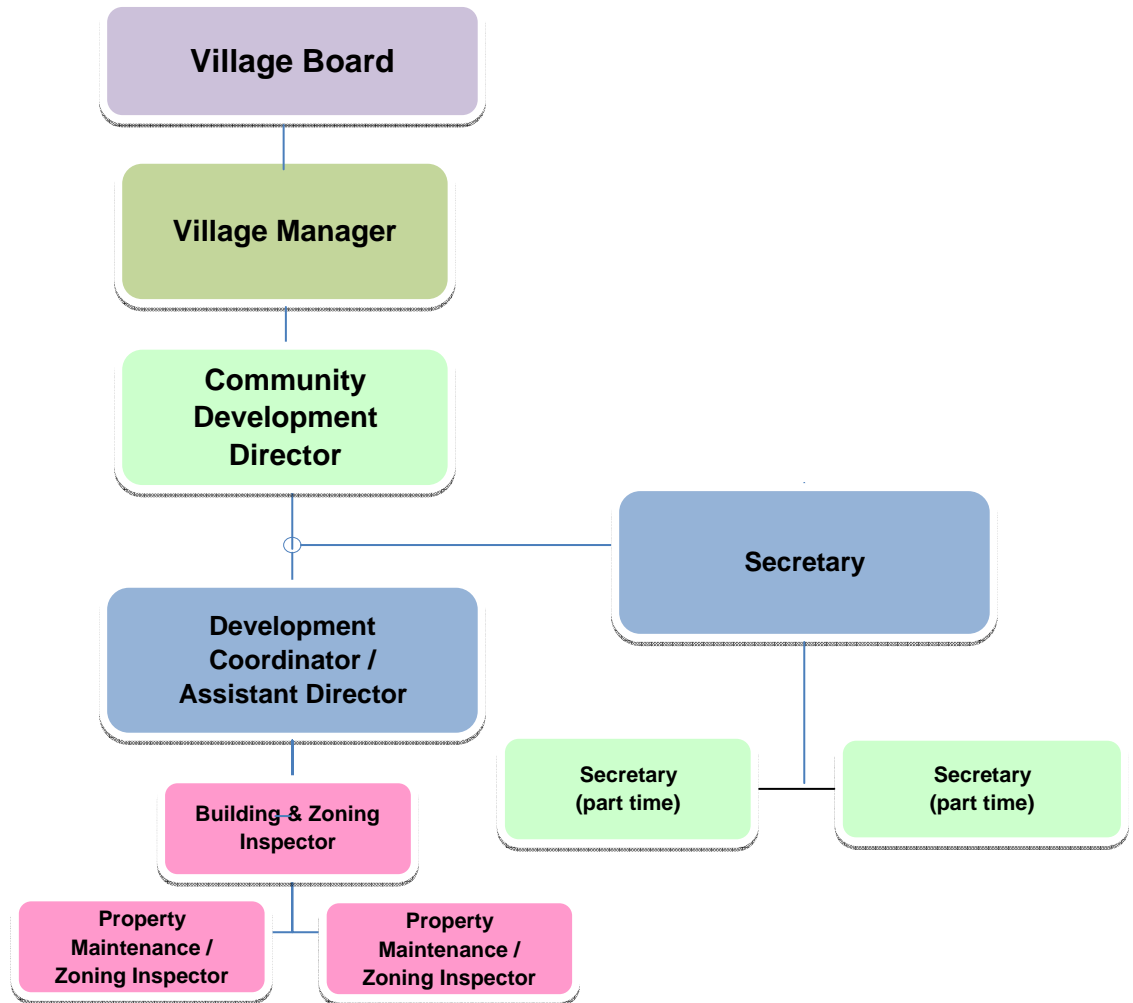 Village Board
Village Manager
Community
Development
Director
Secretary
Development
Coordinator /
Assistant Director
Secretary
(part time)
Secretary
(part time)
Building & Zoning
Inspector
Property
Maintenance /
Zoning Inspector
Property
Maintenance /
Zoning Inspector